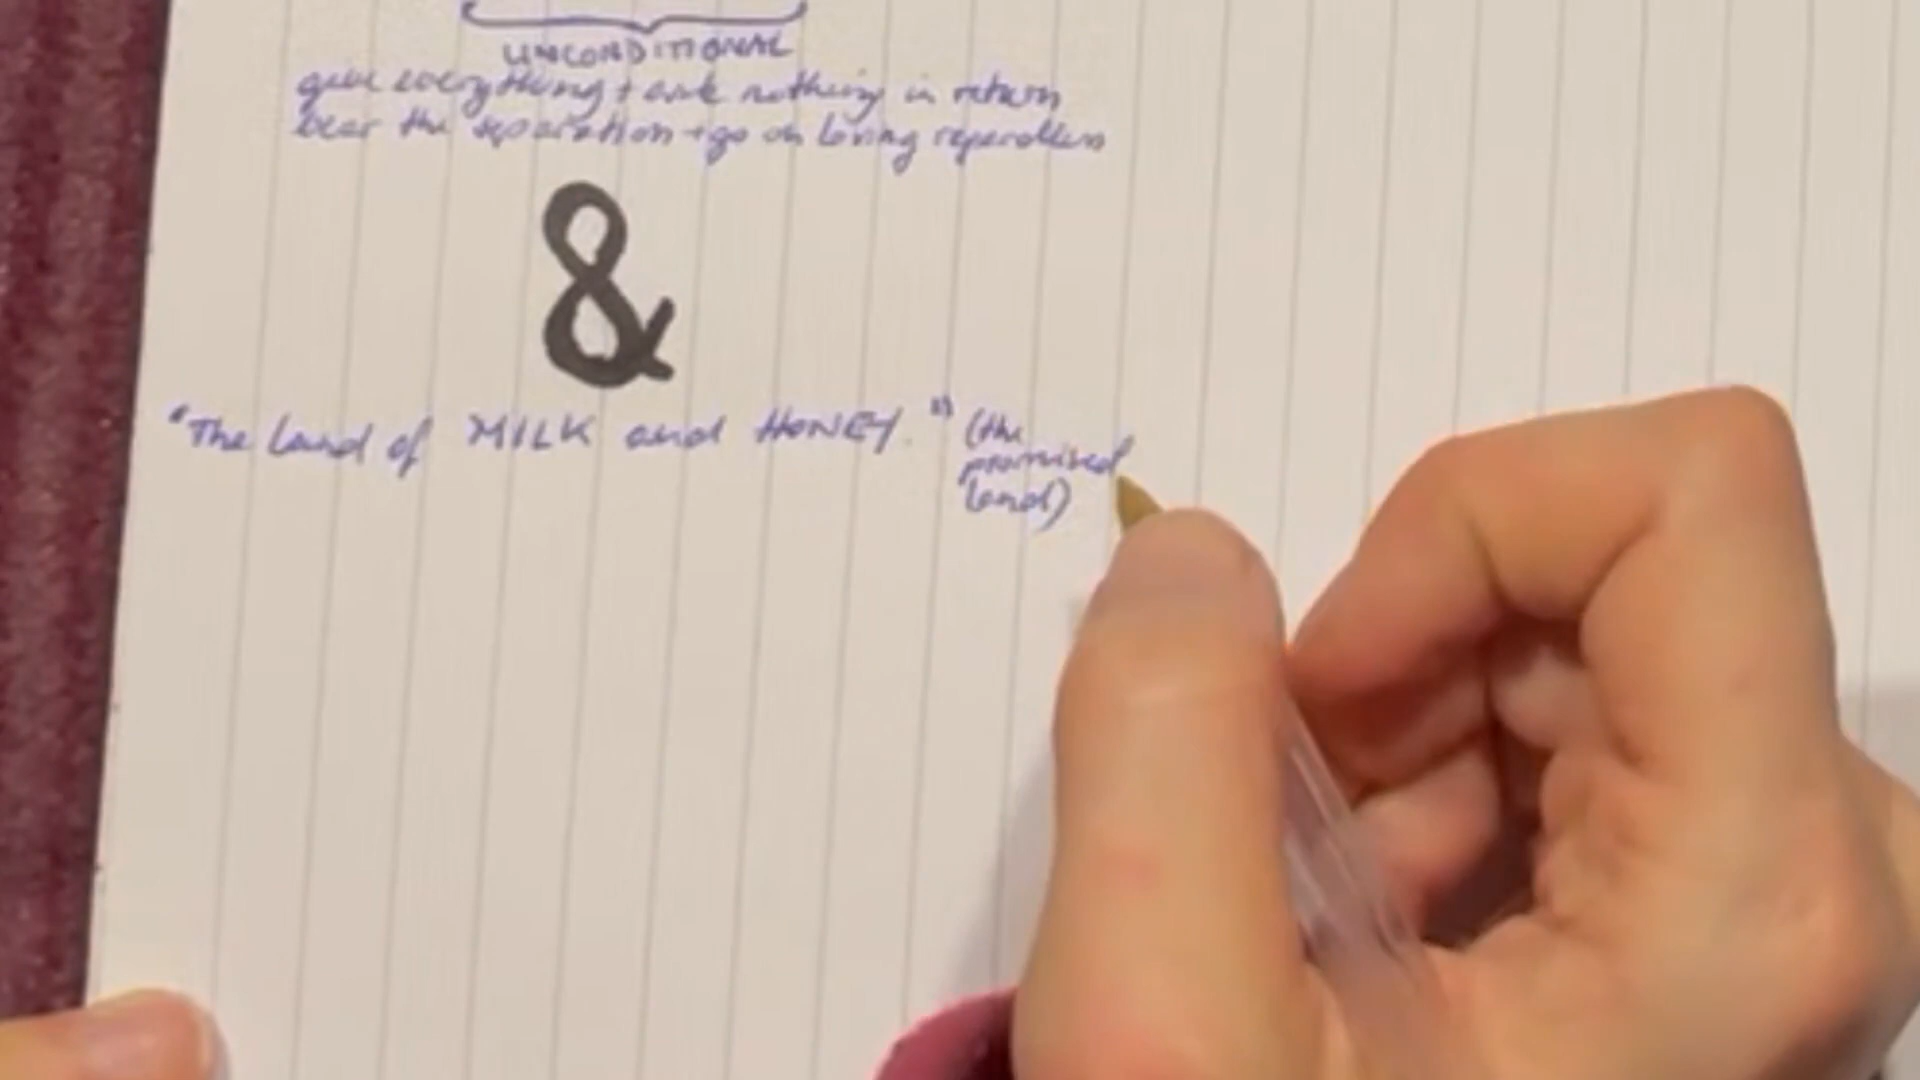 UNCONDITIONAL
give everything + ask nothing in return
bear the separation + go on loving regardless
&
"The Land of MILK and HONEY." (the
promised
land)